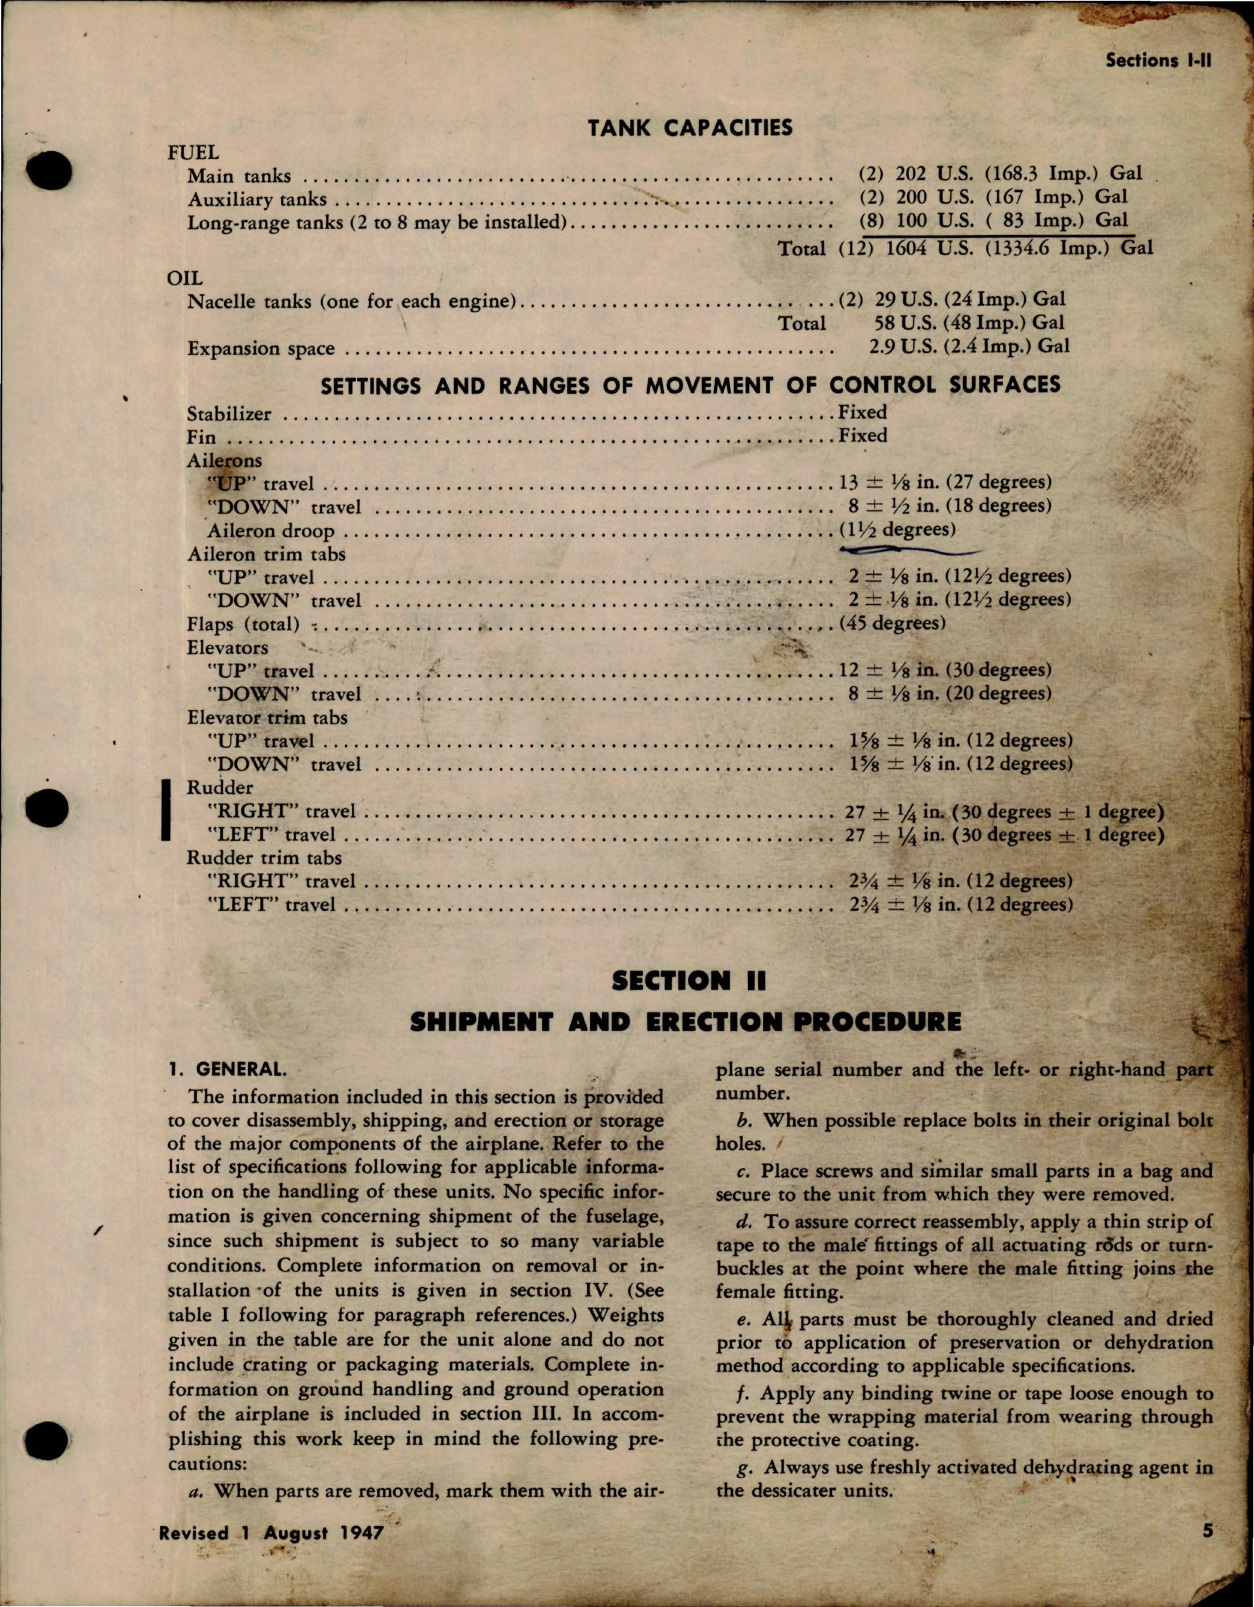 Sections I-II
TANK CAPACITIES
FUEL
Main tanks ........ (2) 202 U.S. (168.3 Imp.) Gal
Auxiliary tanks ........ (2) 200 U.S. (167 Imp.) Gal
Long-range tanks (2 to 8 may be installed) ........ (8) 100 U.S. ( 83 Imp.) Gal
Total (12) 1604 U.S. (1334.6 Imp.) Gal
OIL
Nacelle tanks (one for each engine) ........ (2) 29 U.S. (24 Imp.) Gal
Total 58 U.S. (48 Imp.) Gal
Expansion space ........ 2.9 U.S. (2.4 Imp.) Gal
SETTINGS AND RANGES OF MOVEMENT OF CONTROL SURFACES
Stabilizer ........ Fixed
Fin ........ Fixed
Ailerons
"UP" travel ........ 13 ± ⅛ in. (27 degrees)
"DOWN" travel ........ 8 ± ½ in. (18 degrees)
Aileron droop ........ (1½ degrees)
Aileron trim tabs
"UP" travel ........ 2 ± ⅛ in. (12½ degrees)
"DOWN" travel ........ 2 ± ⅛ in. (12½ degrees)
Flaps (total) ........ (45 degrees)
Elevators
"UP" travel ........ 12 ± ⅛ in. (30 degrees)
"DOWN" travel ........ 8 ± ⅛ in. (20 degrees)
Elevator trim tabs
"UP" travel ........ 1⅝ ± ⅛ in. (12 degrees)
"DOWN" travel ........ 1⅝ ± ⅛ in. (12 degrees)
Rudder
"RIGHT" travel ........ 27 ± ¼ in. (30 degrees ± 1 degree)
"LEFT" travel ........ 27 ± ¼ in. (30 degrees ± 1 degree)
Rudder trim tabs
"RIGHT" travel ........ 2¾ ± ⅛ in. (12 degrees)
"LEFT" travel ........ 2¾ ± ⅛ in. (12 degrees)
SECTION II
SHIPMENT AND ERECTION PROCEDURE
1. GENERAL.
The information included in this section is provided
to cover disassembly, shipping, and erection or storage
of the major components of the airplane. Refer to the
list of specifications following for applicable informa-
tion on the handling of these units. No specific infor-
mation is given concerning shipment of the fuselage,
since such shipment is subject to so many variable
conditions. Complete information on removal or in-
stallation of the units is given in section IV. (See
table I following for paragraph references.) Weights
given in the table are for the unit alone and do not
include crating or packaging materials. Complete in-
formation on ground handling and ground operation
of the airplane is included in section III. In accom-
plishing this work keep in mind the following pre-
cautions:
a. When parts are removed, mark them with the air-
plane serial number and the left- or right-hand part
number.
b. When possible replace bolts in their original bolt
holes.
c. Place screws and similar small parts in a bag and
secure to the unit from which they were removed.
d. To assure correct reassembly, apply a thin strip of
tape to the male fittings of all actuating rods or turn-
buckles at the point where the male fitting joins the
female fitting.
e. All parts must be thoroughly cleaned and dried
prior to application of preservation or dehydration
method according to applicable specifications.
f. Apply any binding twine or tape loose enough to
prevent the wrapping material from wearing through
the protective coating.
g. Always use freshly activated dehydrating agent in
the dessicater units.
Revised 1 August 1947
5